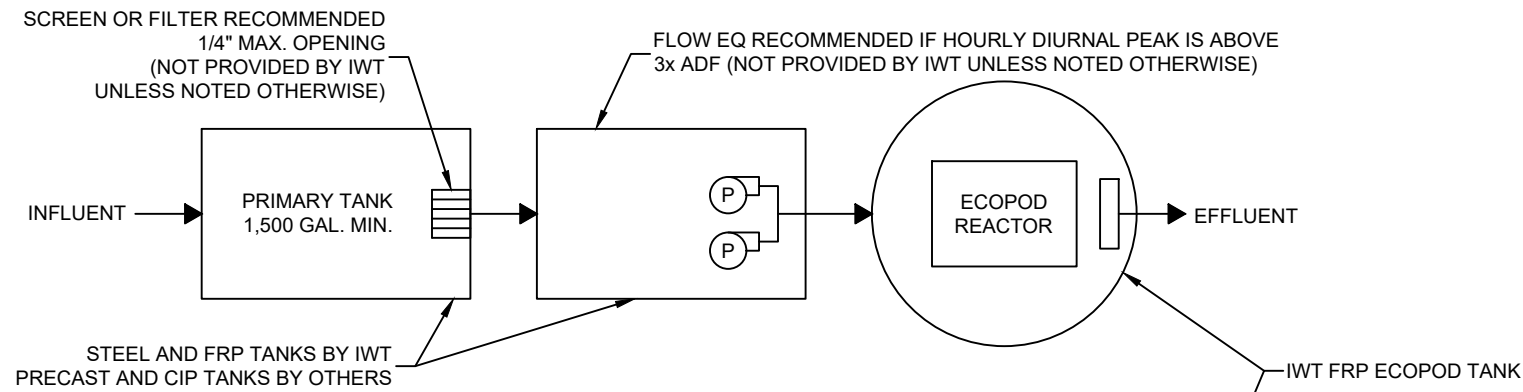 SCREEN OR FILTER RECOMMENDED
1/4" MAX. OPENING
(NOT PROVIDED BY IWT
UNLESS NOTED OTHERWISE)
FLOW EQ RECOMMENDED IF HOURLY DIURNAL PEAK IS ABOVE
3x ADF (NOT PROVIDED BY IWT UNLESS NOTED OTHERWISE)
INFLUENT
PRIMARY TANK
1,500 GAL. MIN.
P
P
ECOPOD
REACTOR
EFFLUENT
STEEL AND FRP TANKS BY IWT
PRECAST AND CIP TANKS BY OTHERS
IWT FRP ECOPOD TANK